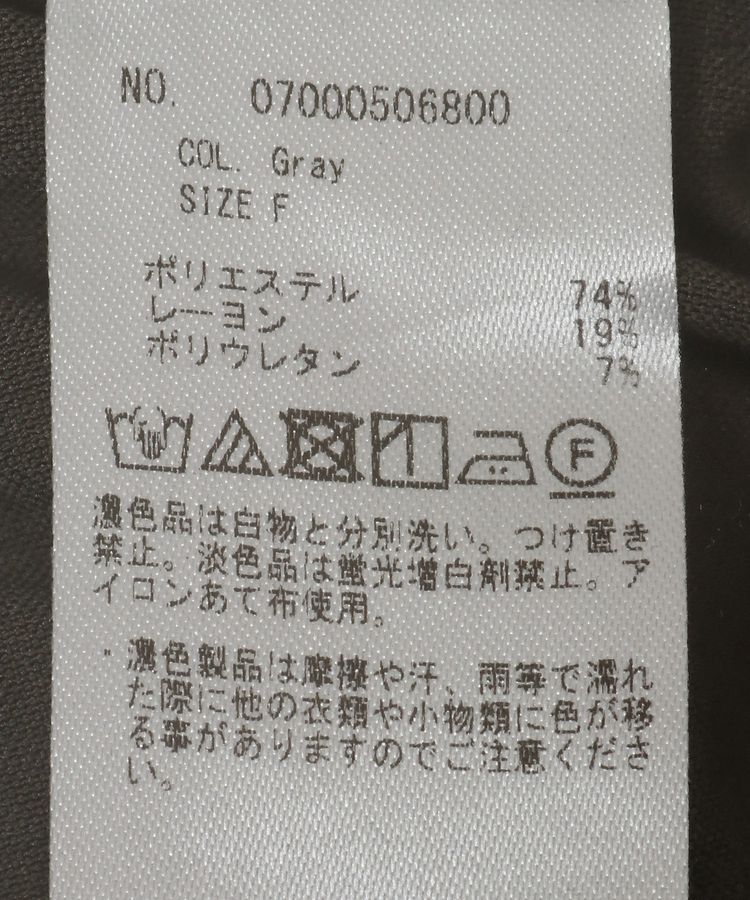 NO. 07000506800
COL. Gray
SIZE F
ポリエステル 74%
レーヨン 19%
ポリウレタン 7%
F
濃色品は白物と分別洗い。つけ置き
禁止。淡色品は蛍光増白剤禁止。ア
イロンあて布使用。
・濃色製品は摩擦や汗、雨等で濡れ
た際に他の衣類や小物類に色が移
る事がありますのでご注意くださ
い。